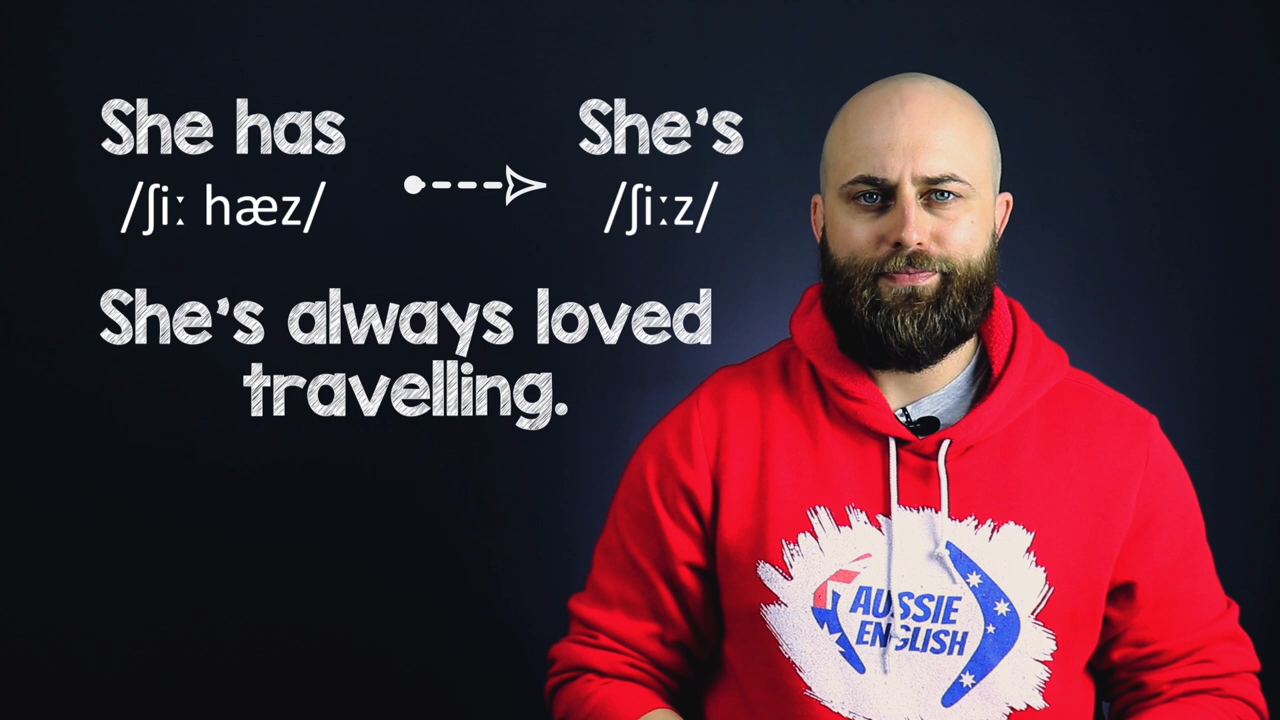 She has
/ʃiː hæz/
She's
/ʃiːz/
She's always loved
travelling.
AUSSIE
ENGLISH